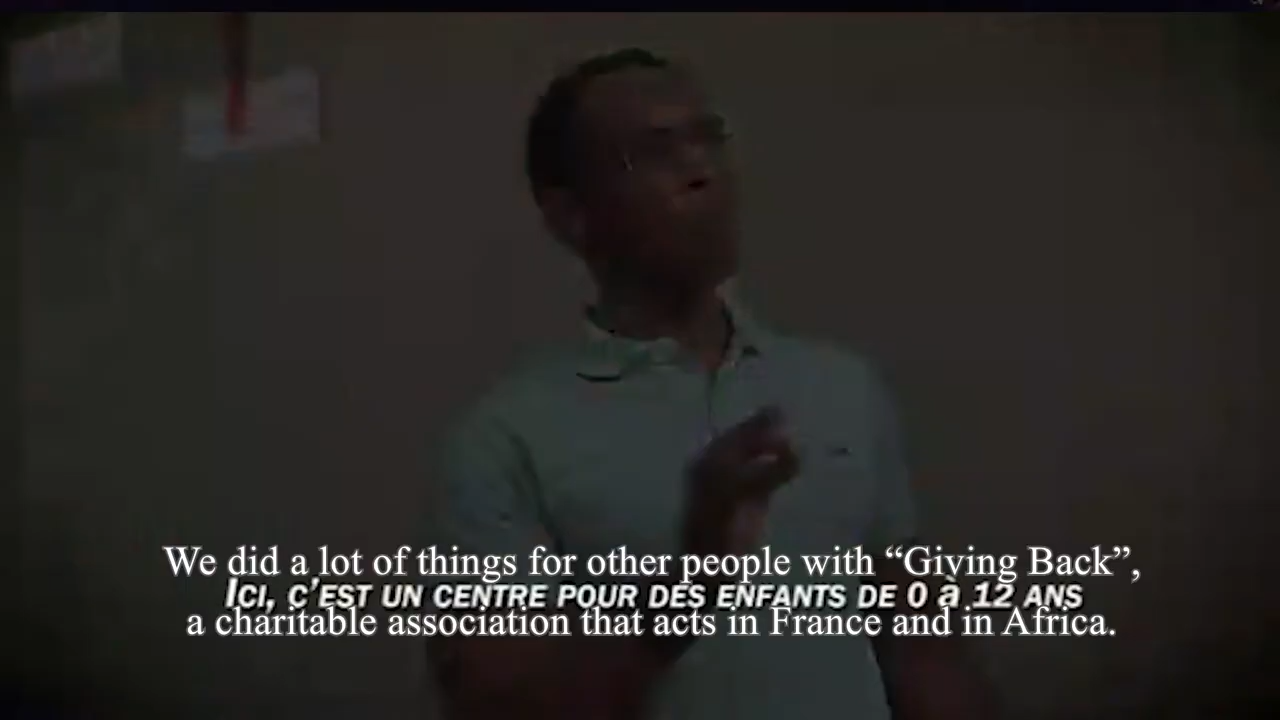 We did a lot of things for other people with “Giving Back”,
Ici, c’est un centre pour des enfants de 0 à 12 ans
a charitable association that acts in France and in Africa.